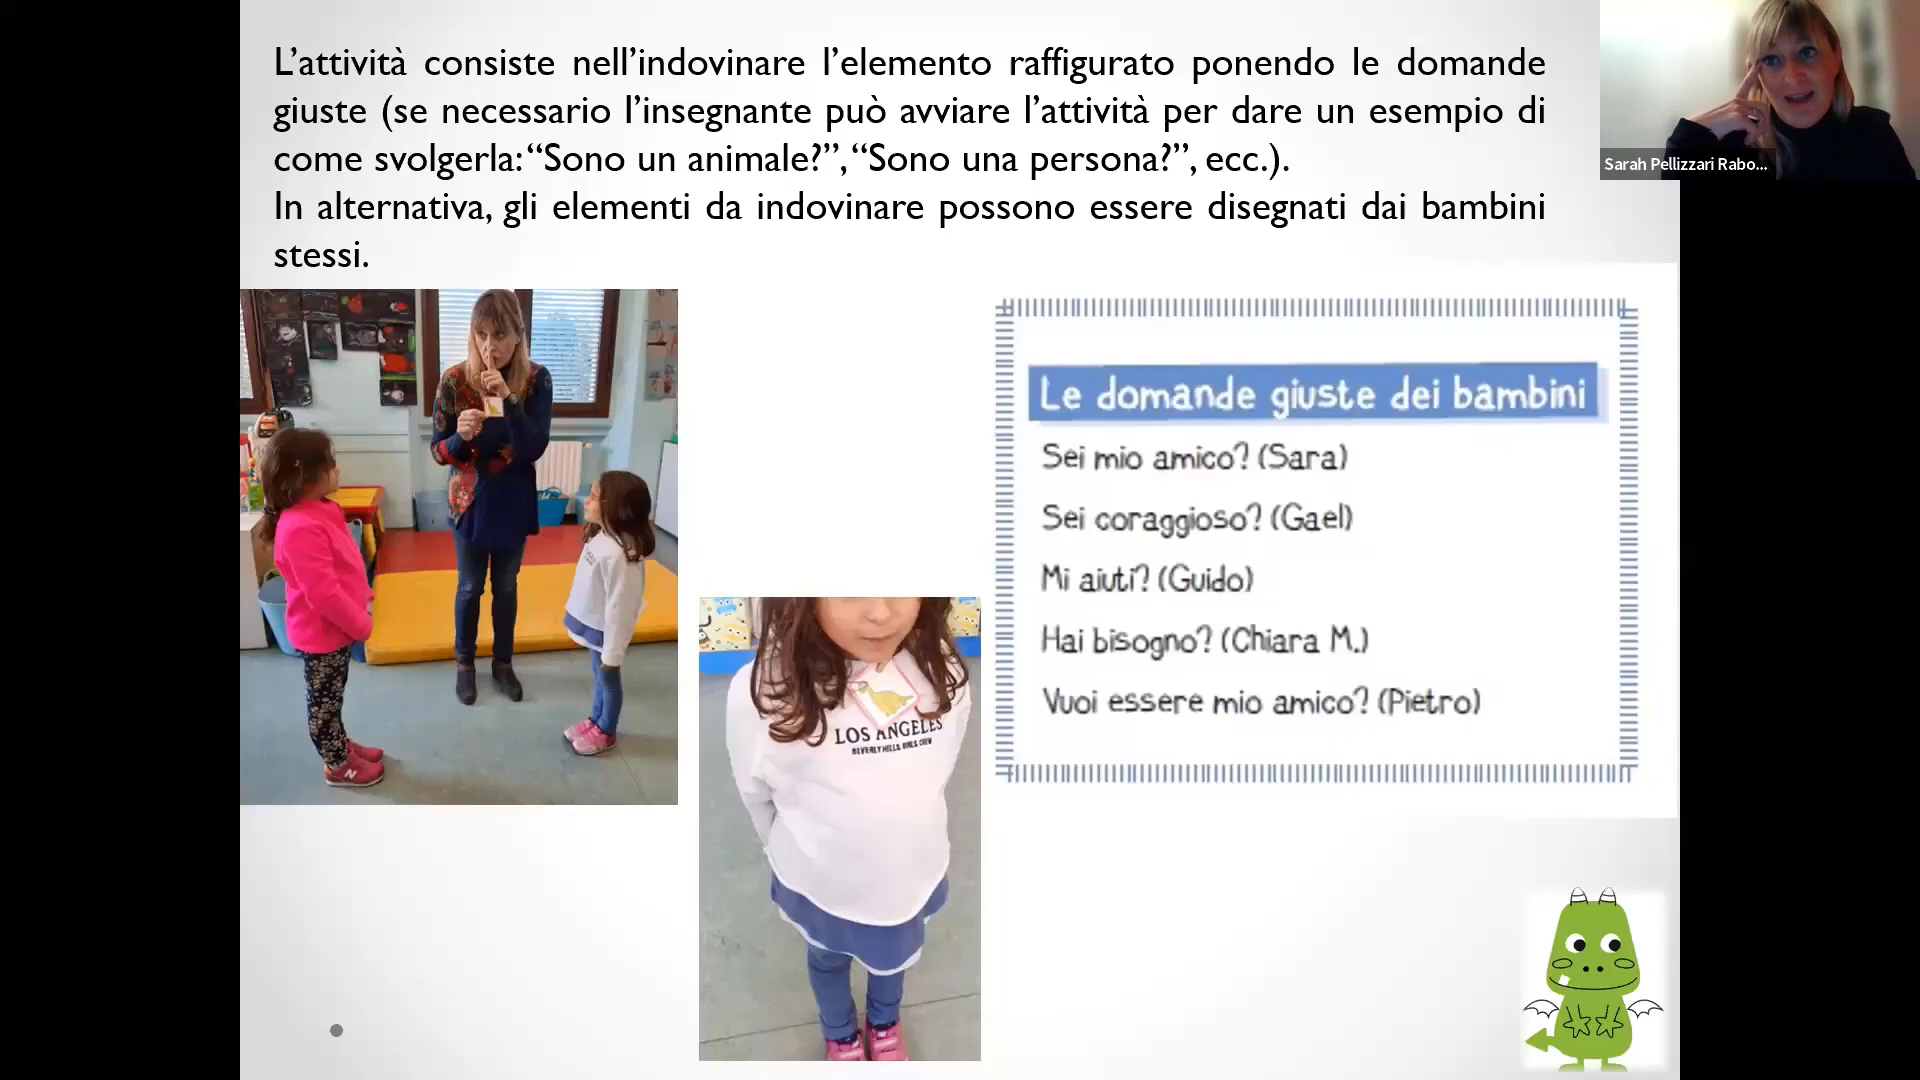 L’attività consiste nell’indovinare l’elemento raffigurato ponendo le domande
giuste (se necessario l’insegnante può avviare l’attività per dare un esempio di
come svolgerla: “Sono un animale?”, “Sono una persona?”, ecc.).
In alternativa, gli elementi da indovinare possono essere disegnati dai bambini
stessi.
Sarah Pellizzari Rabo...
Le domande giuste dei bambini
Sei mio amico? (Sara)
Sei coraggioso? (Gael)
Mi aiuti? (Guido)
Hai bisogno? (Chiara M.)
Vuoi essere mio amico? (Pietro)
LOS ANGELES
BEVERLY HILLS GIRLS CREW